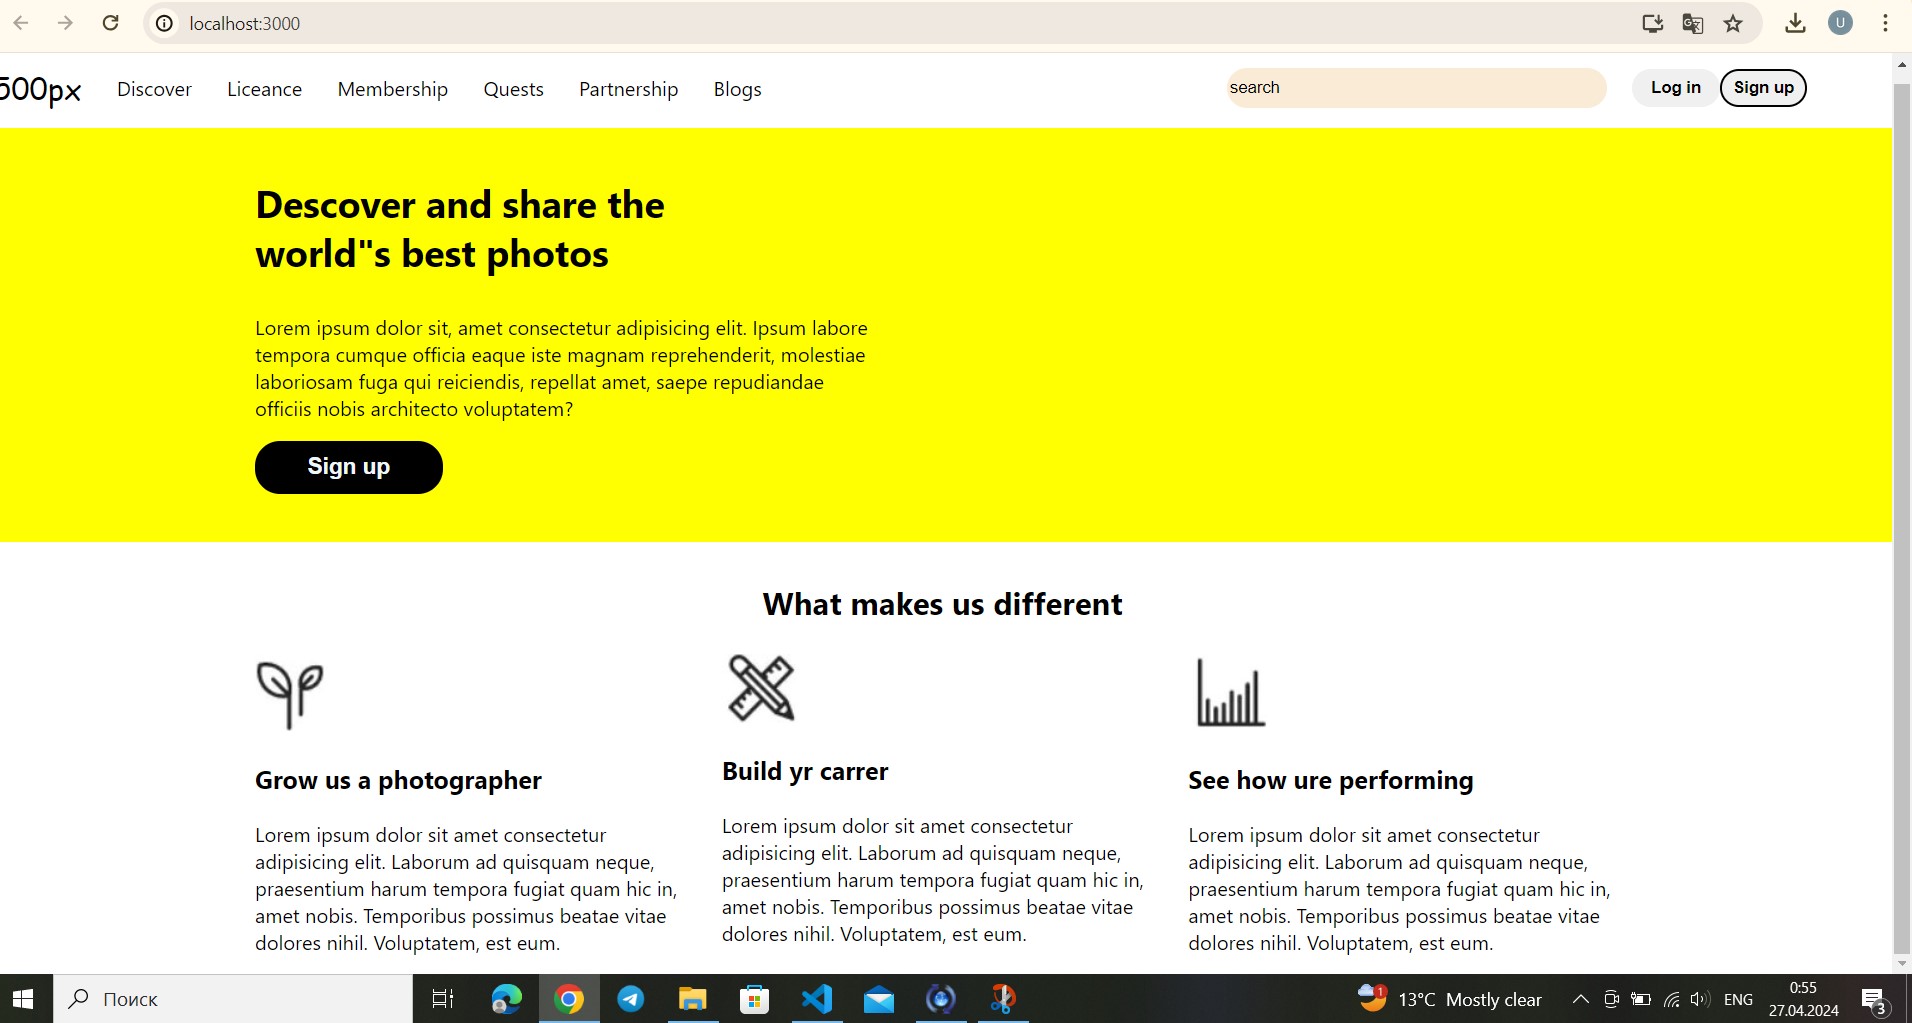 localhost:3000
U
500px Discover Liceance Membership Quests Partnership Blogs search Log in Sign up
Descover and share the
world"s best photos
Lorem ipsum dolor sit, amet consectetur adipisicing elit. Ipsum labore
tempora cumque officia eaque iste magnam reprehenderit, molestiae
laboriosam fuga qui reiciendis, repellat amet, saepe repudiandae
officiis nobis architecto voluptatem?
Sign up
What makes us different
Grow us a photographer
Lorem ipsum dolor sit amet consectetur
adipisicing elit. Laborum ad quisquam neque,
praesentium harum tempora fugiat quam hic in,
amet nobis. Temporibus possimus beatae vitae
dolores nihil. Voluptatem, est eum.
Build yr carrer
Lorem ipsum dolor sit amet consectetur
adipisicing elit. Laborum ad quisquam neque,
praesentium harum tempora fugiat quam hic in,
amet nobis. Temporibus possimus beatae vitae
dolores nihil. Voluptatem, est eum.
See how ure performing
Lorem ipsum dolor sit amet consectetur
adipisicing elit. Laborum ad quisquam neque,
praesentium harum tempora fugiat quam hic in,
amet nobis. Temporibus possimus beatae vitae
dolores nihil. Voluptatem, est eum.
Поиск
1
13°C Mostly clear
ENG
0:55
27.04.2024
3